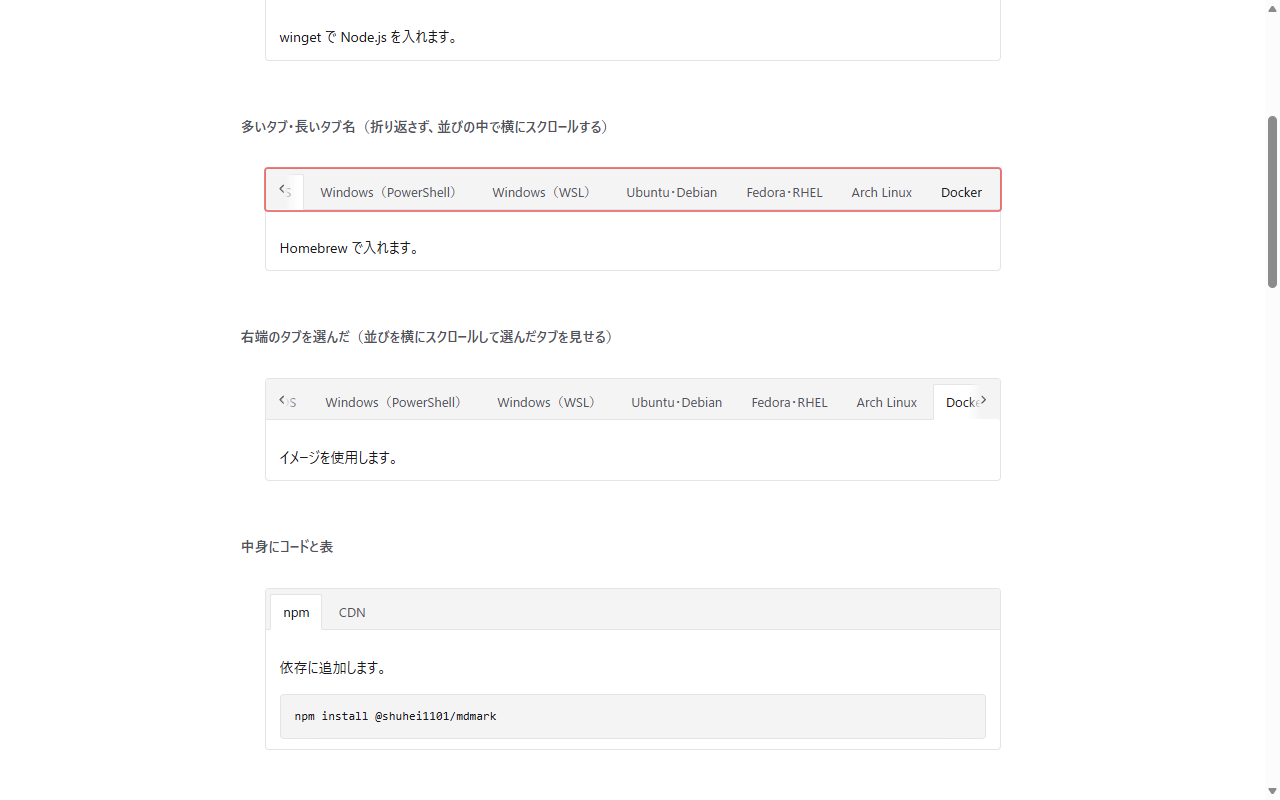 winget で Node.js を入れます。
多いタブ・長いタブ名（折り返さず、並びの中で横にスクロールする）
Windows（PowerShell） Windows（WSL） Ubuntu・Debian Fedora・RHEL Arch Linux Docker
Homebrew で入れます。
右端のタブを選んだ（並びを横にスクロールして選んだタブを見せる）
Windows（PowerShell） Windows（WSL） Ubuntu・Debian Fedora・RHEL Arch Linux
イメージを使用します。
中身にコードと表
npm CDN
依存に追加します。
npm install @shuhei1101/mdmark